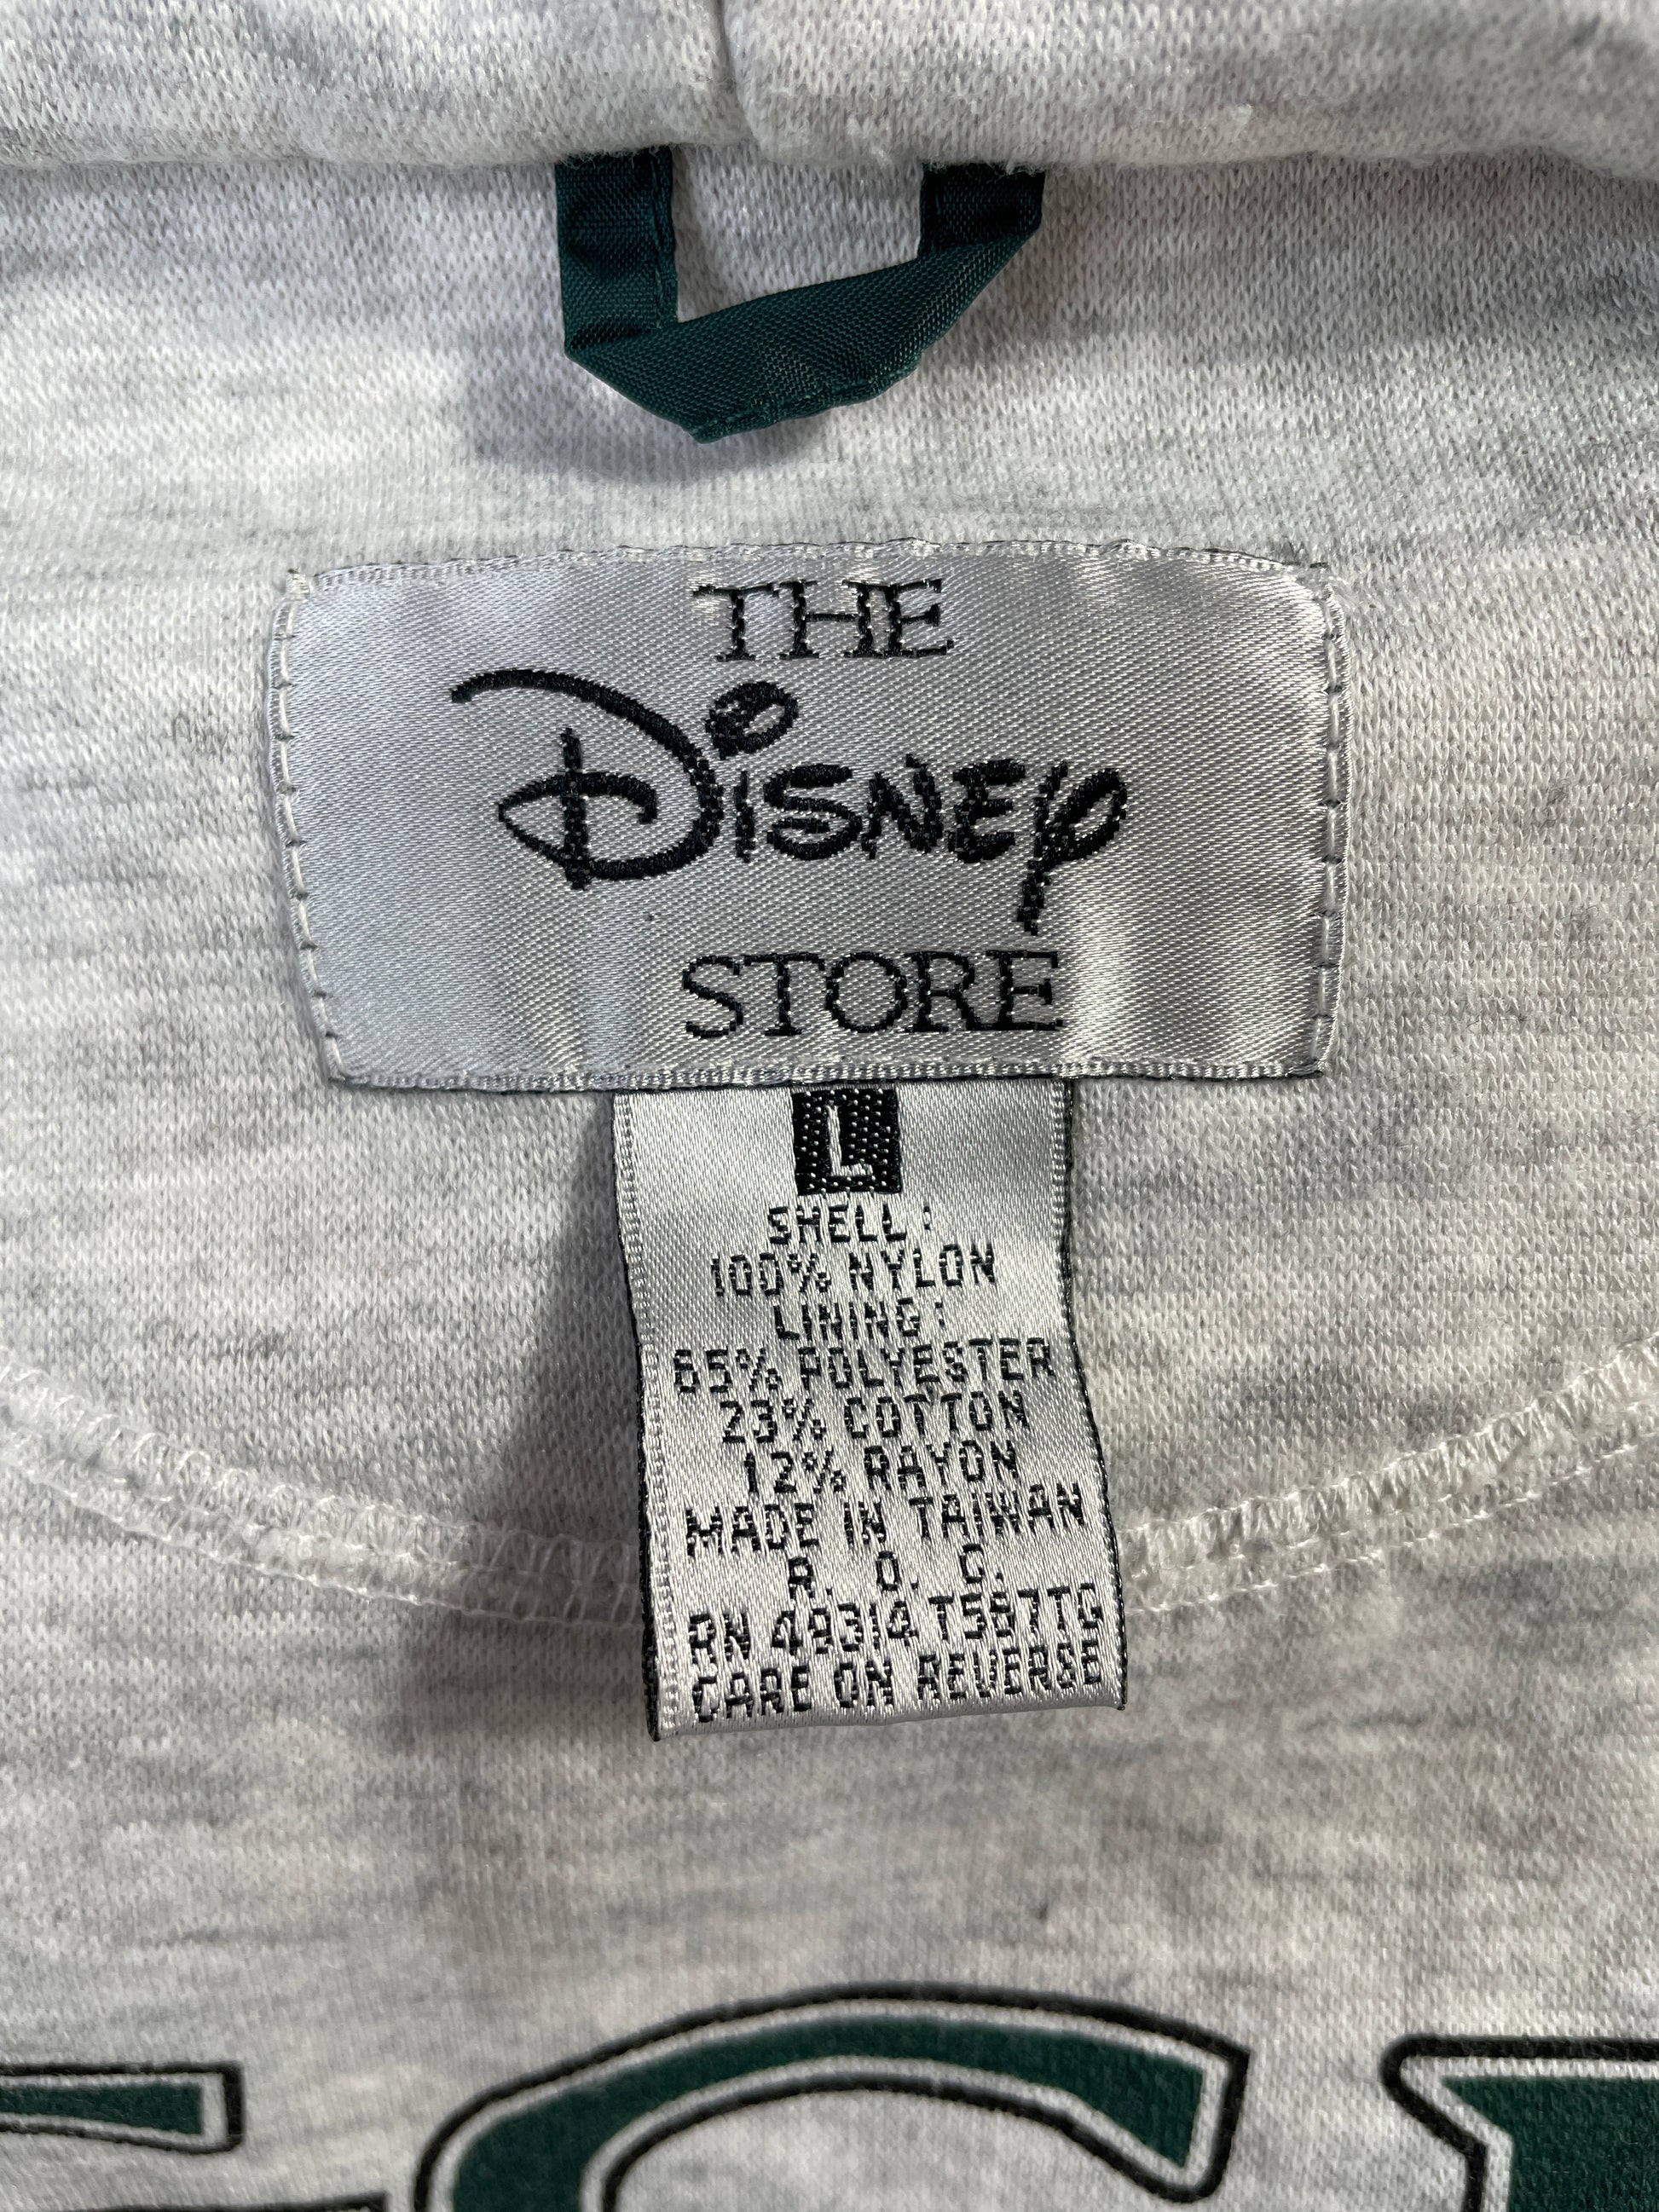 THE
Disney
STORE
L
SHELL:
100% NYLON
LINING:
65% POLYESTER
23% COTTON
12% RAYON
MADE IN TAIWAN
R. O. C.
RN 49314 T587TG
CARE ON REVERSE